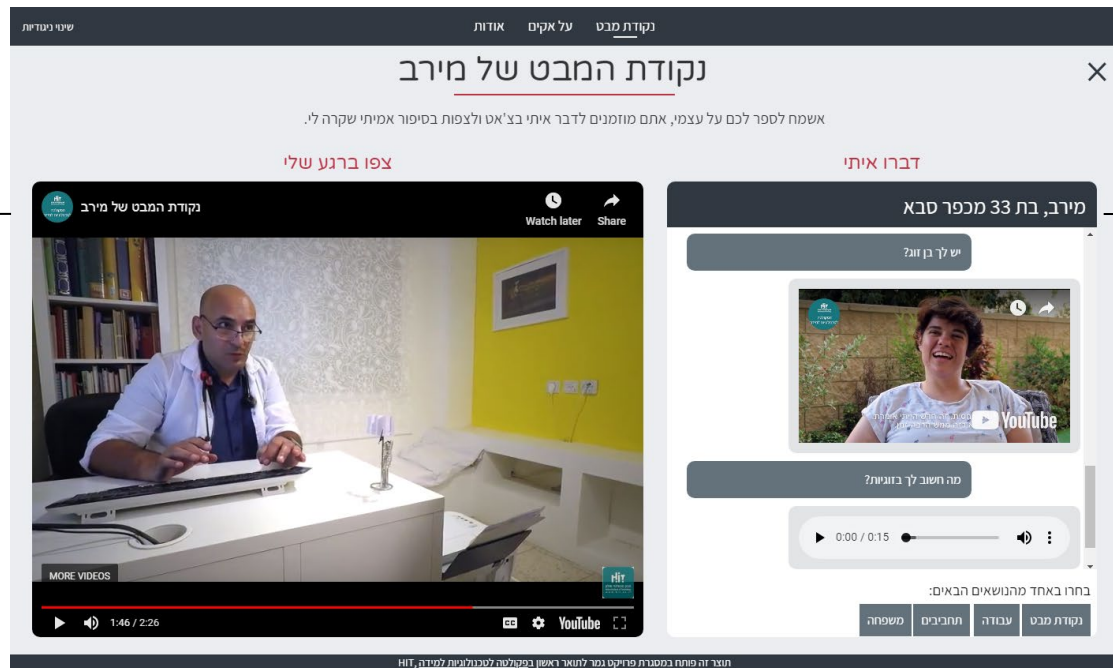 נקודת מבט
על אקים
אודות
שינוי ניגודיות
נקודת המבט של מירב
אשמח לספר לכם על עצמי, אתם מוזמנים לדבר איתי בצ'אט ולצפות בסיפור אמיתי שקרה לי.
דברו איתי
מירב, בת 33 מכפר סבא
יש לך בן זוג?
YouTube
מה חשוב לך בזוגיות?
0:00 / 0:15
בחרו באחד מהנושאים הבאים:
נקודת מבט
עבודה
תחביבים
משפחה
צפו ברגע שלי
נקודת המבט של מירב
Watch later
Share
MORE VIDEOS
HiT
1:46 / 2:26
CC
YouTube
תוצר זה פותח במסגרת פרויקט גמר לתואר ראשון בפקולטה לטכנולוגיות למידה, HIT